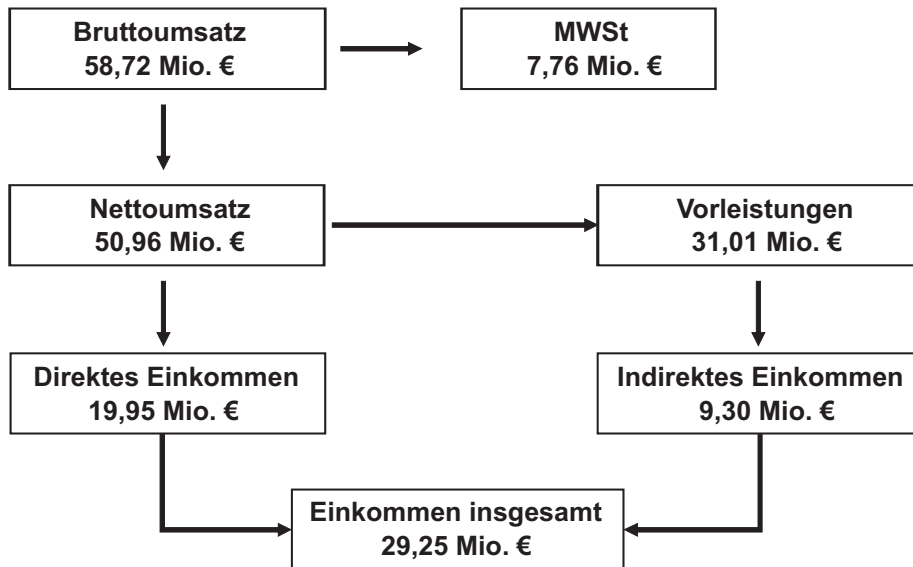 Bruttoumsatz
58,72 Mio. €
MWSt
7,76 Mio. €
Nettoumsatz
50,96 Mio. €
Vorleistungen
31,01 Mio. €
Direktes Einkommen
19,95 Mio. €
Indirektes Einkommen
9,30 Mio. €
Einkommen insgesamt
29,25 Mio. €